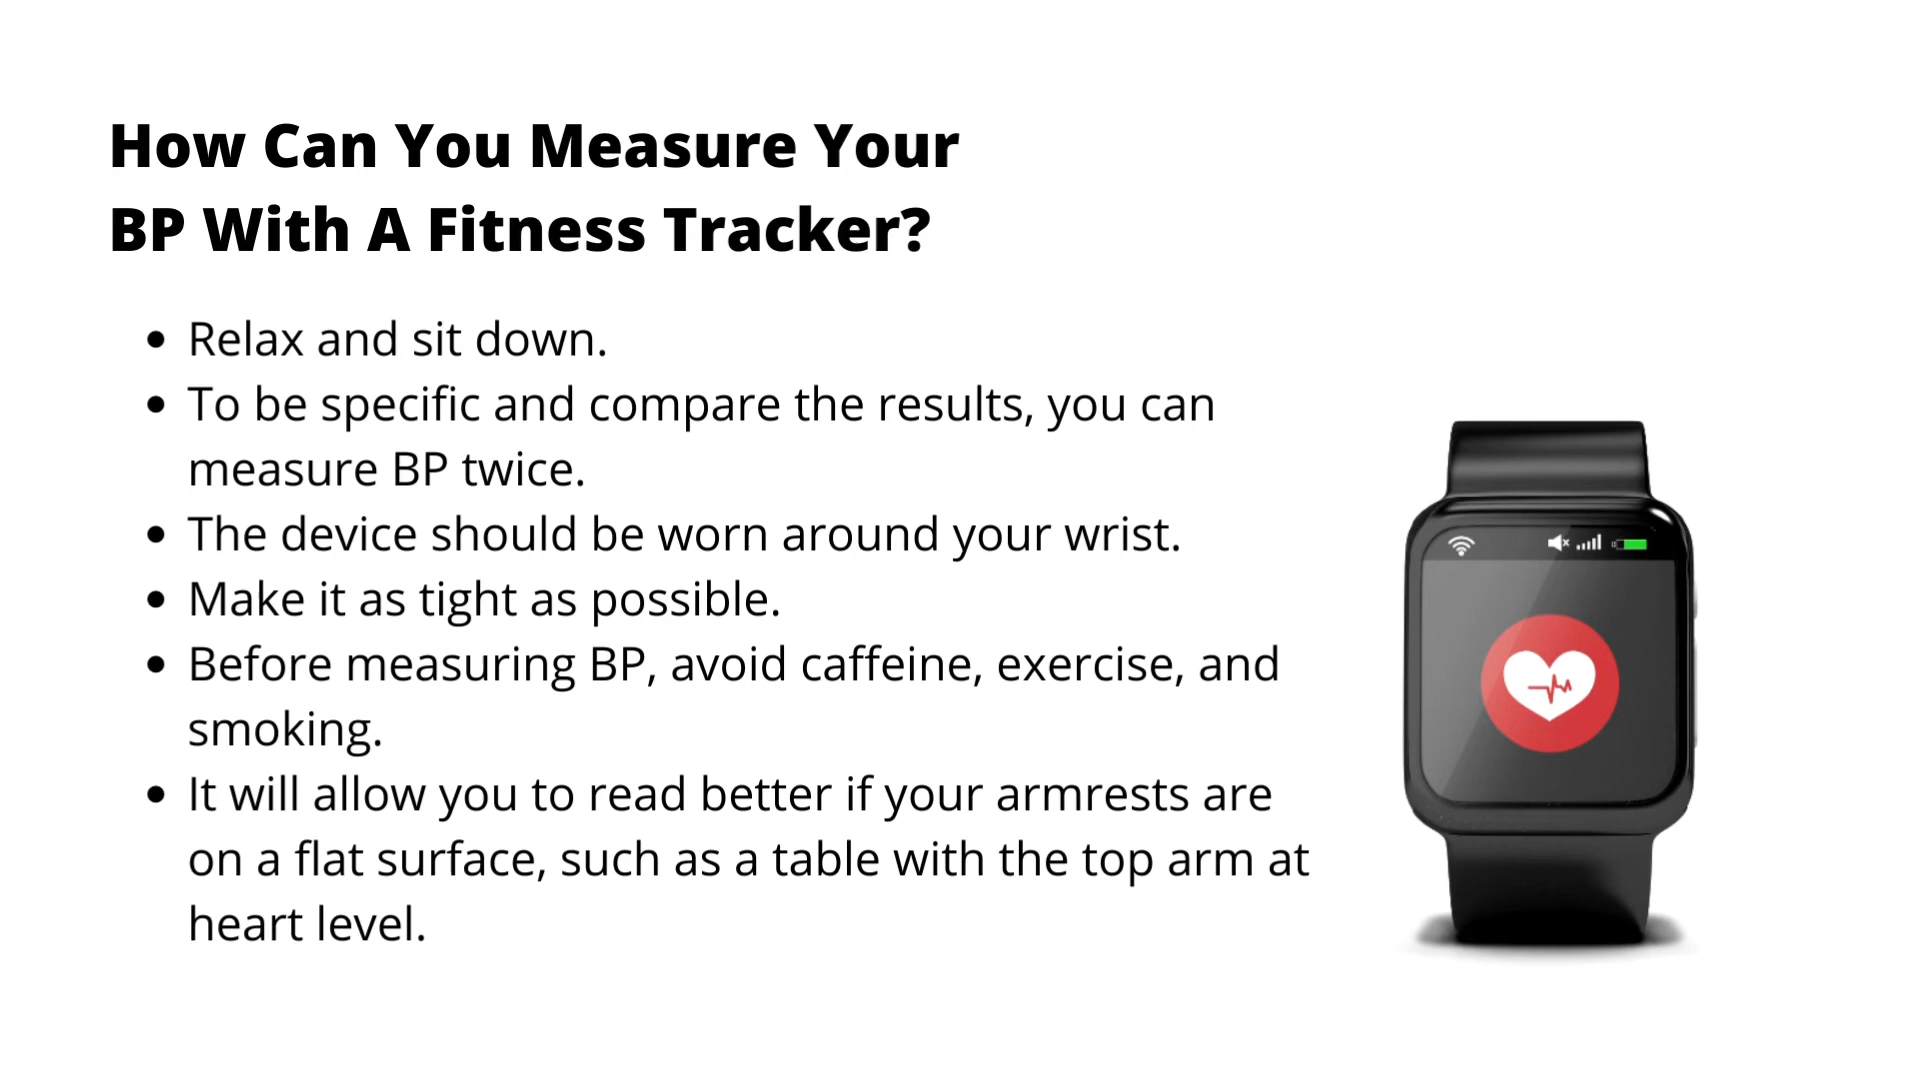 How Can You Measure Your
BP With A Fitness Tracker?
• Relax and sit down.
• To be specific and compare the results, you can
measure BP twice.
• The device should be worn around your wrist.
• Make it as tight as possible.
• Before measuring BP, avoid caffeine, exercise, and
smoking.
• It will allow you to read better if your armrests are
on a flat surface, such as a table with the top arm at
heart level.